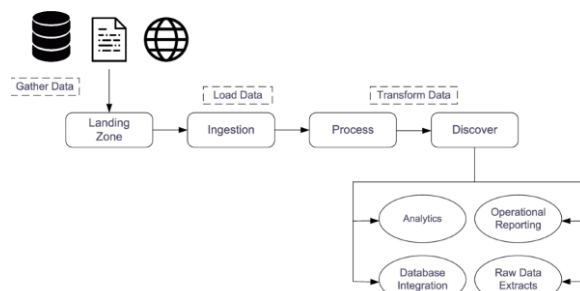 Gather Data
Load Data
Transform Data
Landing
Zone
Ingestion
Process
Discover
Analytics
Operational
Reporting
Database
Integration
Raw Data
Extracts